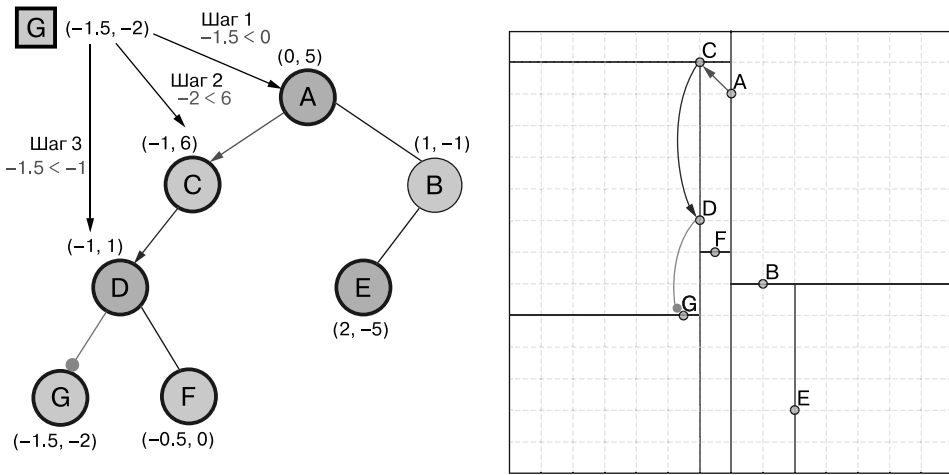 G (−1.5, −2)
Шаг 1
−1.5 < 0
(0, 5)
A
Шаг 2
−2 < 6
(−1, 6)
C
(1, −1)
B
Шаг 3
−1.5 < −1
(−1, 1)
D
E
(2, −5)
G
(−1.5, −2)
F
(−0.5, 0)
C
A
D
F
B
G
E